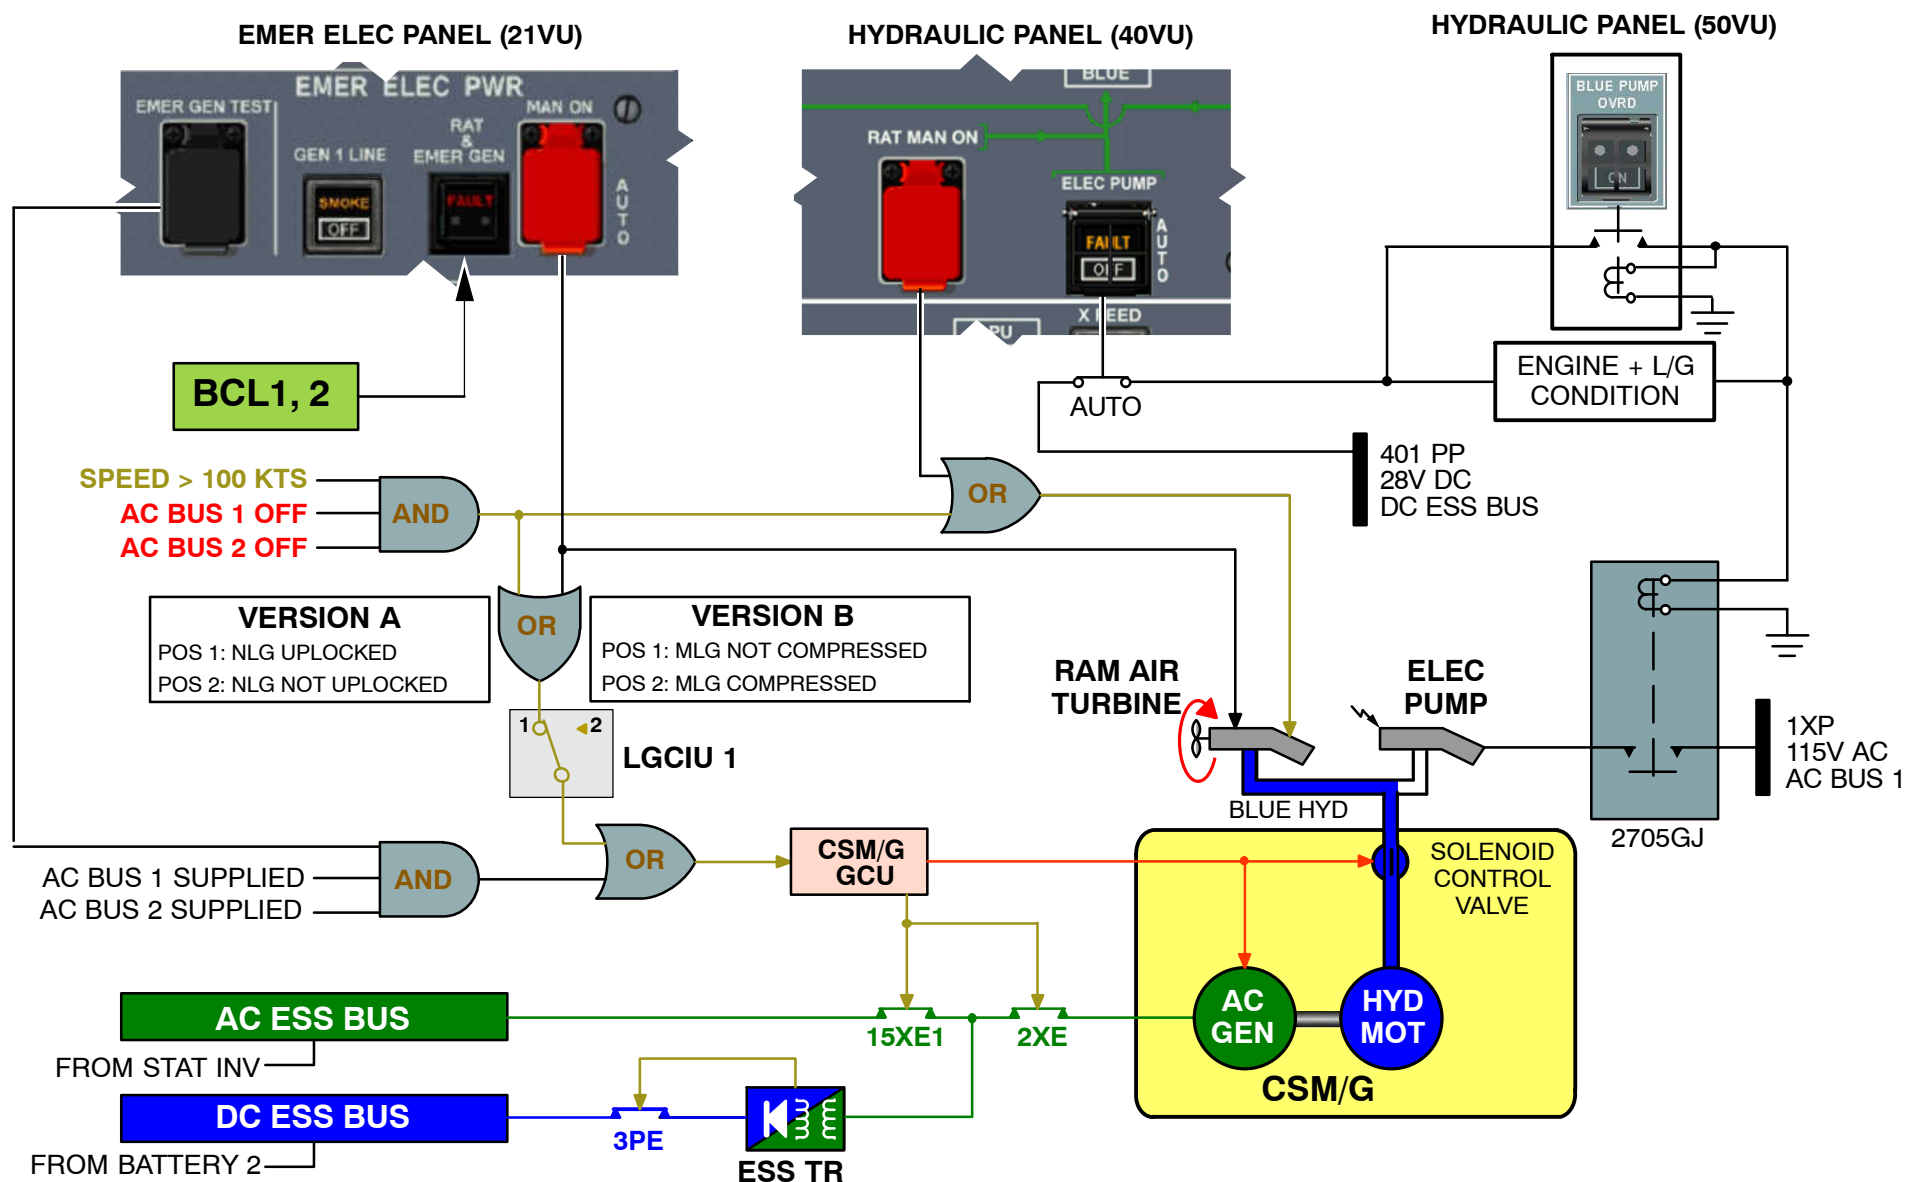 EMER ELEC PANEL (21VU)
HYDRAULIC PANEL (40VU)
HYDRAULIC PANEL (50VU)
EMER ELEC PWR
EMER GEN TEST
MAN ON
RAT
&
EMER GEN
GEN 1 LINE
SMOKE
OFF
FAULT
AUTO
BLUE
RAT MAN ON
ELEC PUMP
FAULT
OFF
AUTO
X FEED
PU
BLUE PUMP
OVRD
ON
BCL1, 2
AUTO
ENGINE + L/G
CONDITION
401 PP
28V DC
DC ESS BUS
SPEED > 100 KTS
AC BUS 1 OFF
AC BUS 2 OFF
AND
OR
VERSION A
POS 1: NLG UPLOCKED
POS 2: NLG NOT UPLOCKED
OR
VERSION B
POS 1: MLG NOT COMPRESSED
POS 2: MLG COMPRESSED
1
2
LGCIU 1
RAM AIR
TURBINE
ELEC
PUMP
BLUE HYD
1XP
115V AC
AC BUS 1
2705GJ
AC BUS 1 SUPPLIED
AC BUS 2 SUPPLIED
AND
OR
CSM/G
GCU
SOLENOID
CONTROL
VALVE
AC
GEN
HYD
MOT
CSM/G
AC ESS BUS
FROM STAT INV
15XE1
2XE
DC ESS BUS
FROM BATTERY 2
3PE
ESS TR